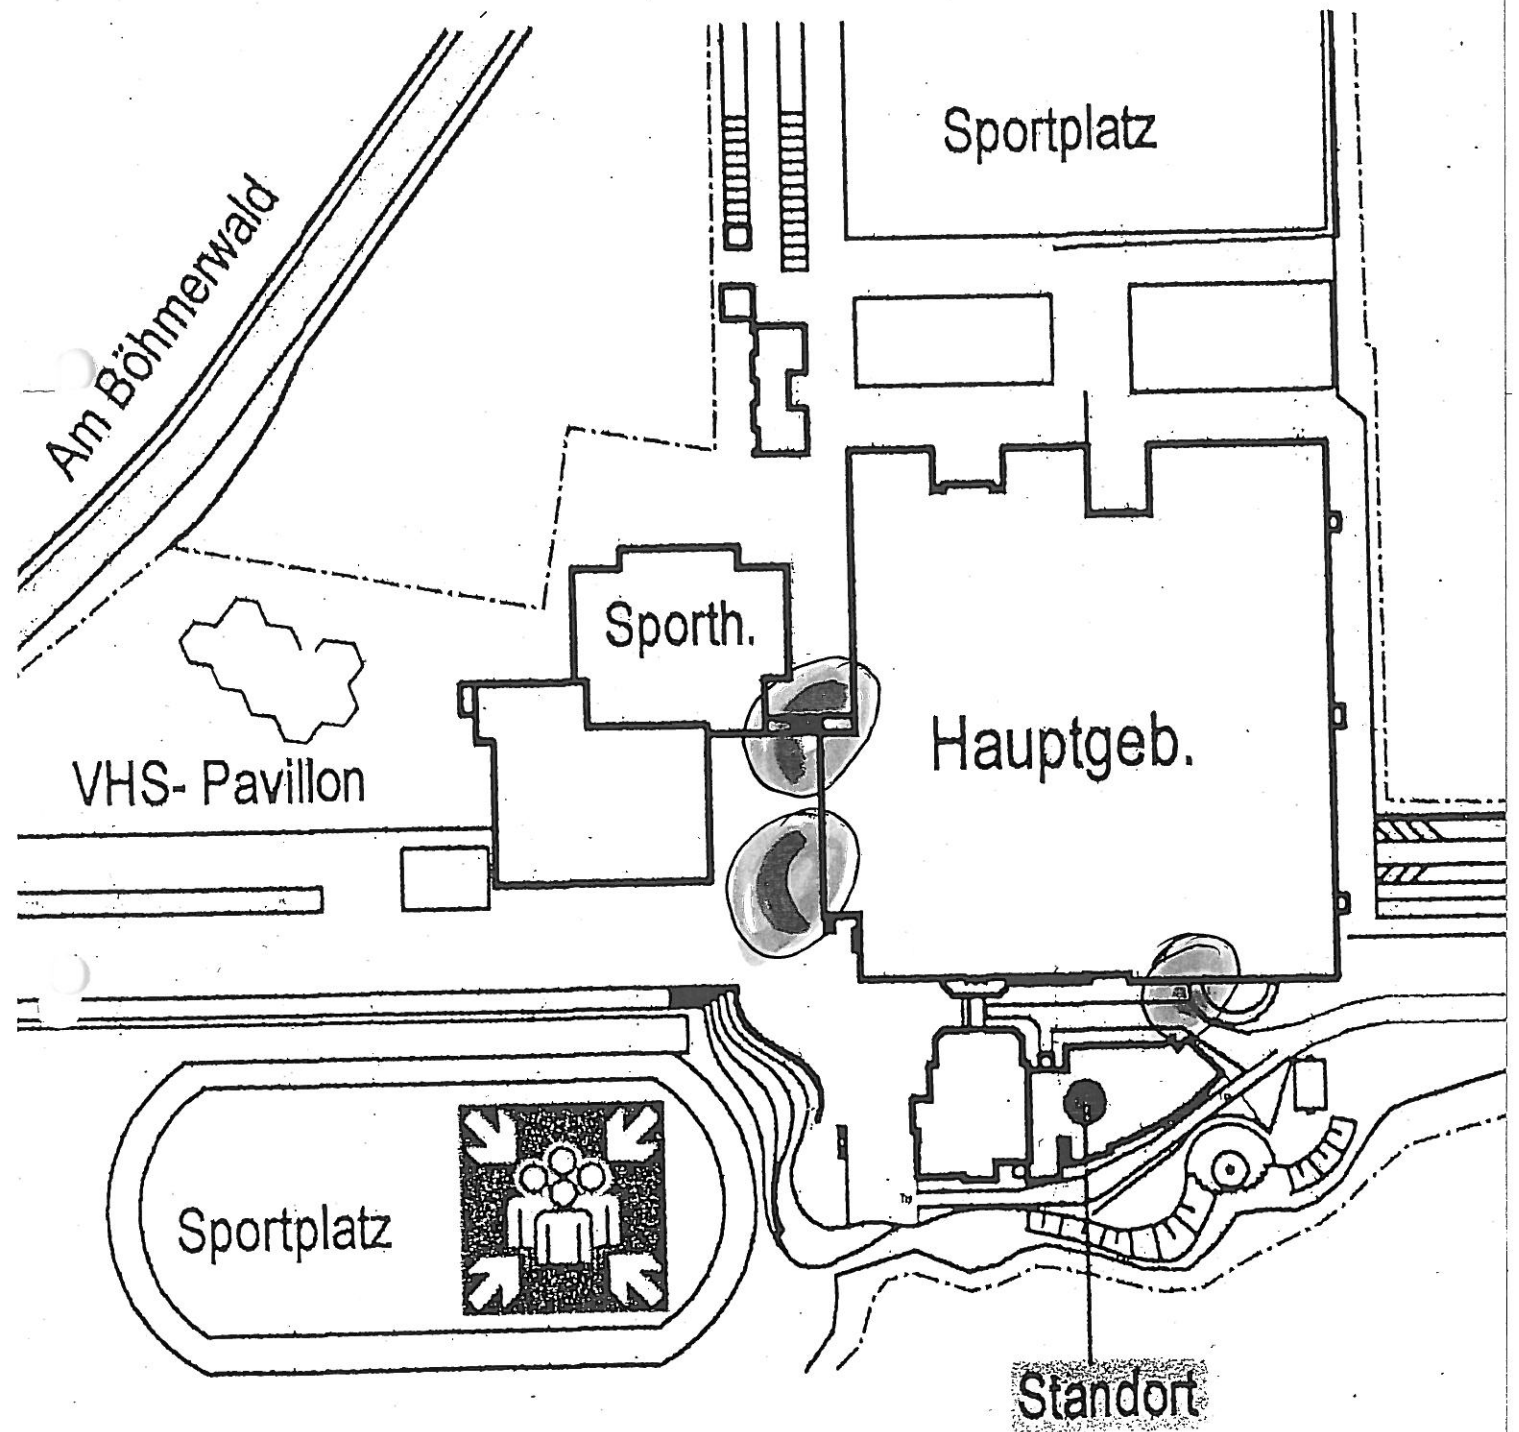 Sportplatz
Am Böhmerwald
Sporth.
Hauptgeb.
VHS- Pavillon
Sportplatz
Standort